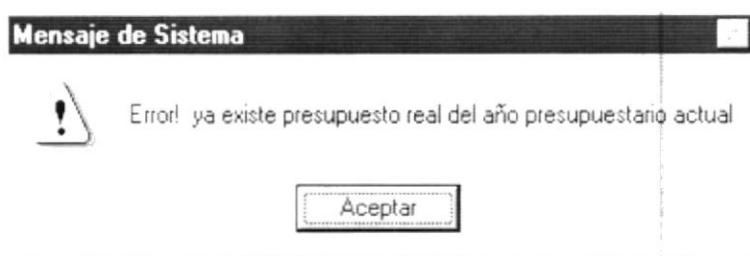 Mensaje de Sistema
Error! ya existe presupuesto real del año presupuestario actual
Aceptar